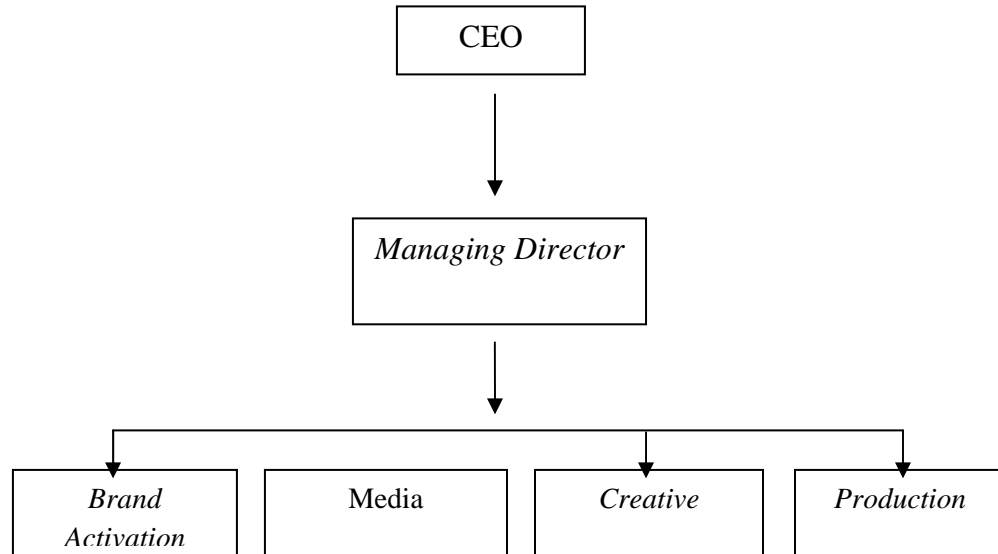 CEO
Managing Director
Brand
Activation
Media
Creative
Production